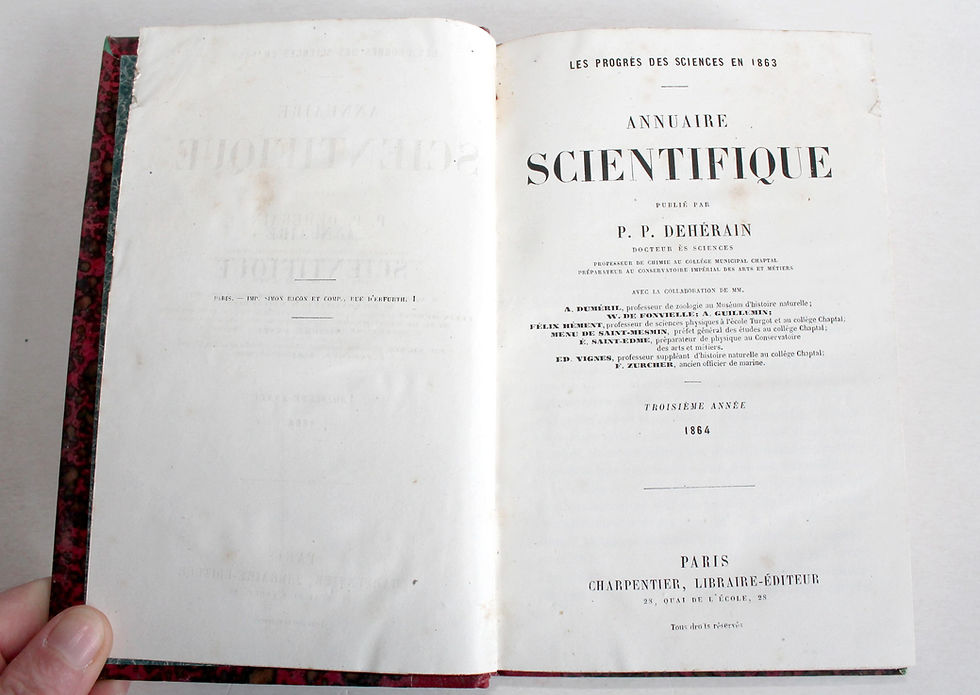 PARIS. — IMP. SIMON RAÇON ET COMP., RUE D'ERFURTH, 1.
LES PROGRÈS DES SCIENCES EN 1863
ANNUAIRE
SCIENTIFIQUE
PUBLIÉ PAR
P. P. DEHÉRAIN
DOCTEUR ÈS SCIENCES
PROFESSEUR DE CHIMIE AU COLLÉGE MUNICIPAL CHAPTAL
PRÉPARATEUR AU CONSERVATOIRE IMPÉRIAL DES ARTS ET MÉTIERS
AVEC LA COLLABORATION DE MM.
A. DUMÉRIL, professeur de zoologie au Muséum d'histoire naturelle;
W. DE FONVIELLE; A. GUILLEMIN;
FÉLIX HÉMENT, professeur de sciences physiques à l'école Turgot et au collége Chaptal;
MENU DE SAINT-MESMIN, préfet général des études au collége Chaptal;
É. SAINT-EDME, préparateur de physique au Conservatoire
des arts et métiers.
ED. VIGNES, professeur suppléant d'histoire naturelle au collége Chaptal;
F. ZURCHER, ancien officier de marine.
TROISIÈME ANNÉE
1864
PARIS
CHARPENTIER, LIBRAIRE-ÉDITEUR
28, QUAI DE L'ÉCOLE, 28
Tous droits réservés